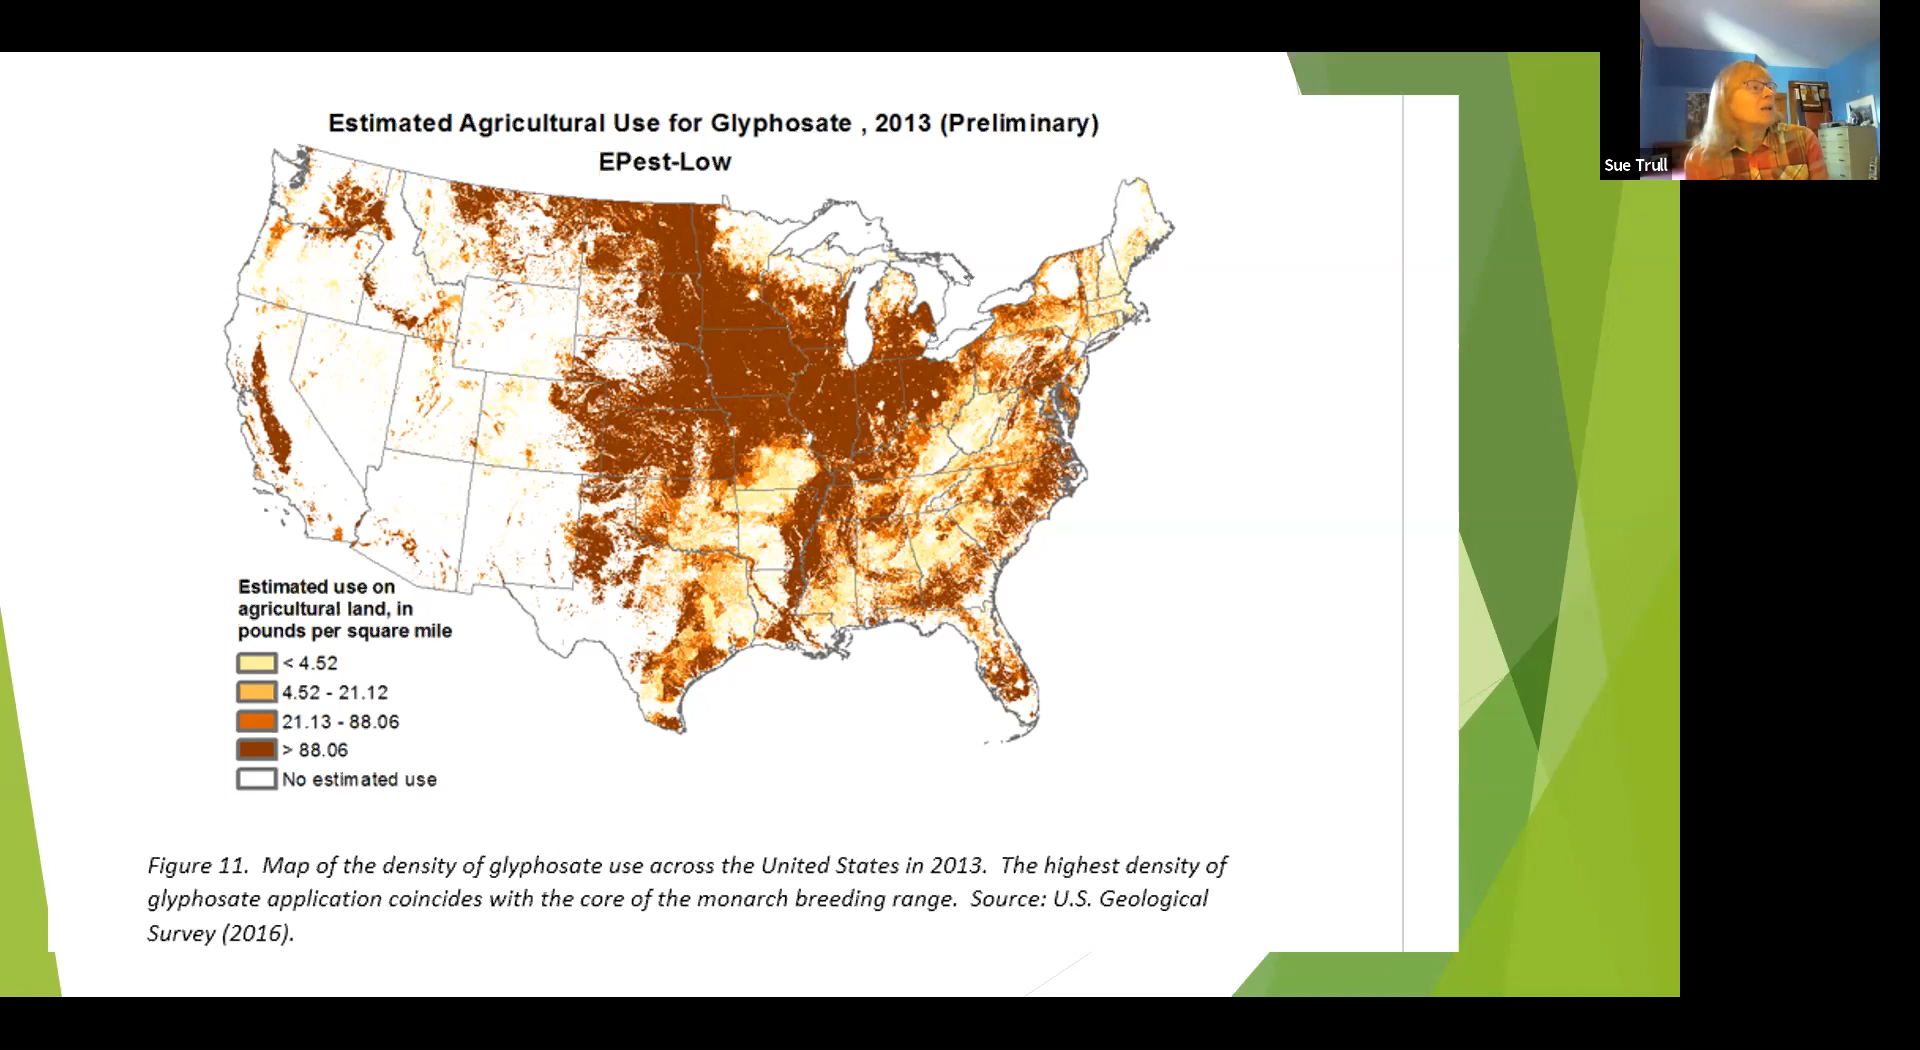 Estimated Agricultural Use for Glyphosate , 2013 (Preliminary)
EPest-Low
Sue Trull
Estimated use on
agricultural land, in
pounds per square mile
< 4.52
4.52 - 21.12
21.13 - 88.06
> 88.06
No estimated use
Figure 11. Map of the density of glyphosate use across the United States in 2013. The highest density of
glyphosate application coincides with the core of the monarch breeding range. Source: U.S. Geological
Survey (2016).